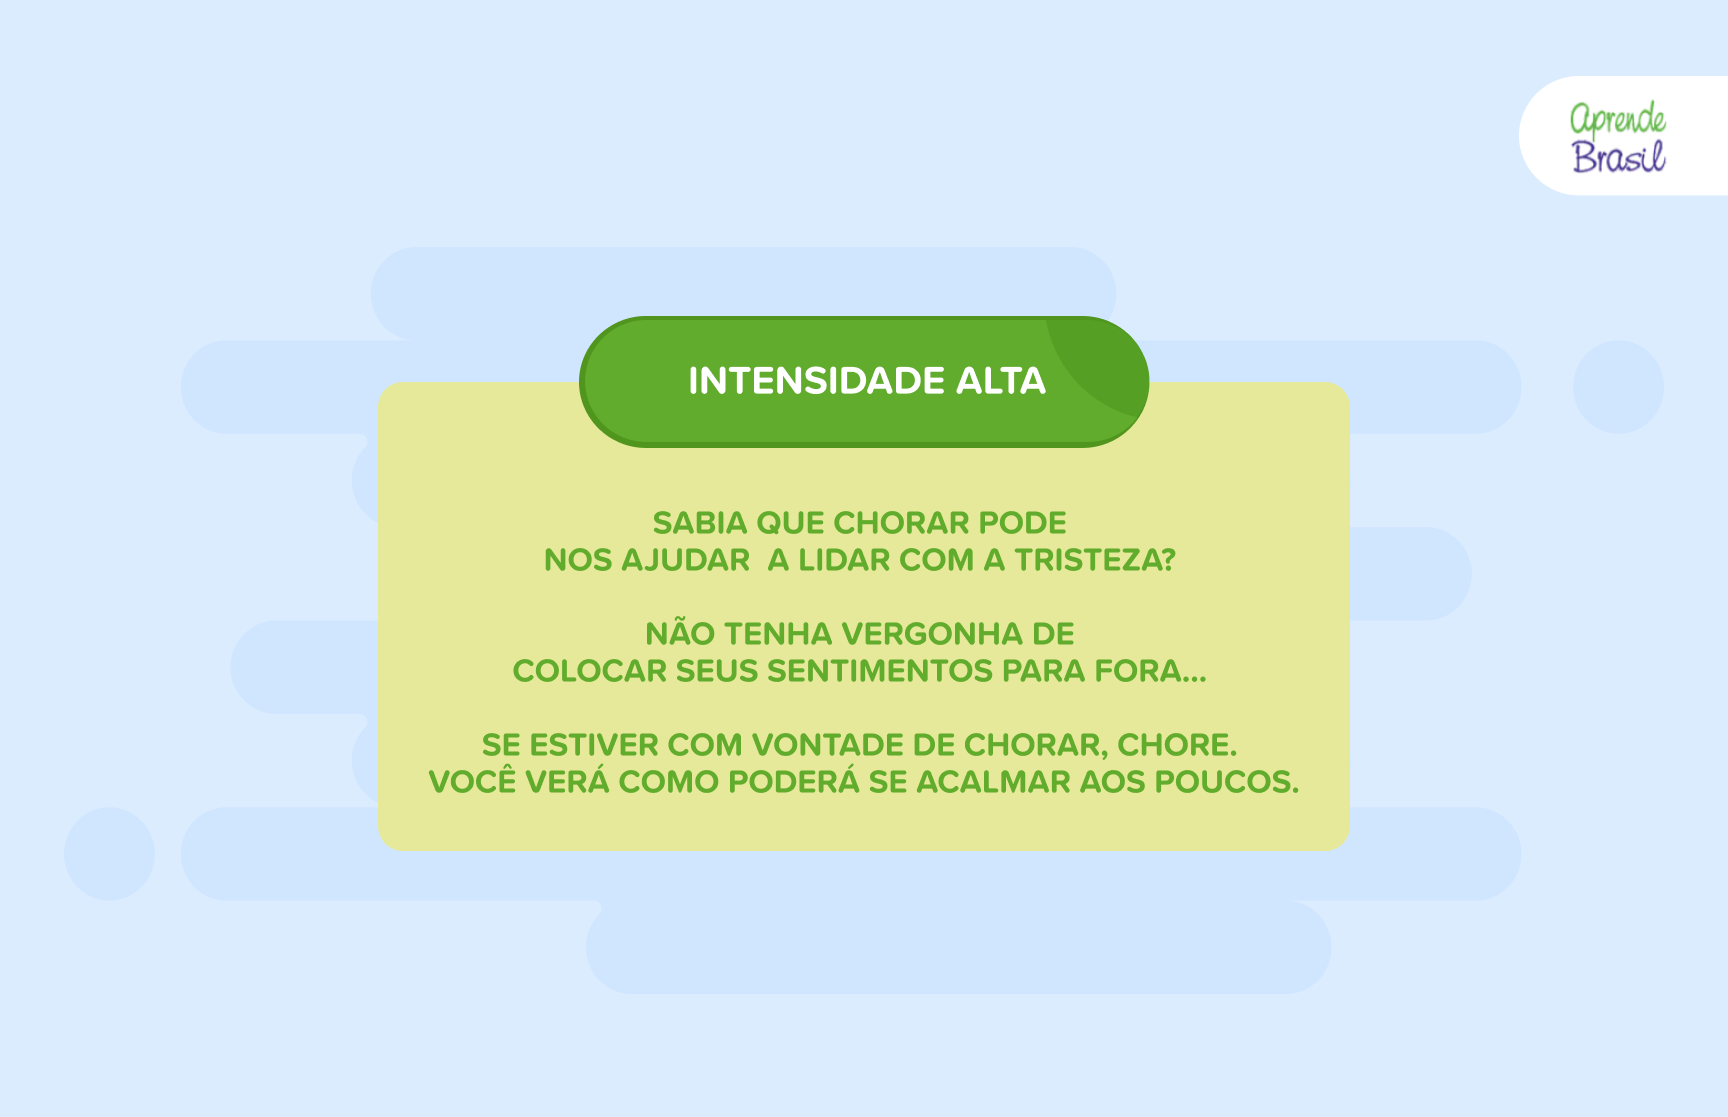 aprende
Brasil
INTENSIDADE ALTA
SABIA QUE CHORAR PODE
NOS AJUDAR  A LIDAR COM A TRISTEZA?
NÃO TENHA VERGONHA DE
COLOCAR SEUS SENTIMENTOS PARA FORA...
SE ESTIVER COM VONTADE DE CHORAR, CHORE.
VOCÊ VERÁ COMO PODERÁ SE ACALMAR AOS POUCOS.